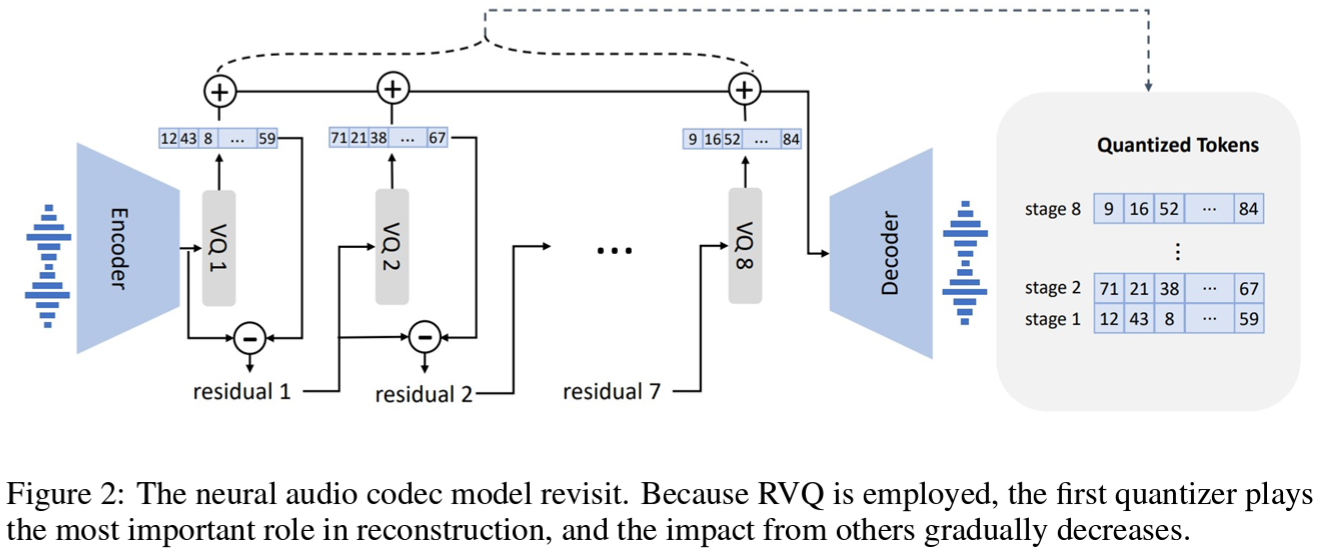 12 43 8 ... 59
71 21 38 ... 67
9 16 52 ... 84
Encoder
VQ 1
VQ 2
...
VQ 8
Decoder
residual 1
residual 2
residual 7
Quantized Tokens
stage 8 9 16 52 ... 84
⋮
stage 2 71 21 38 ... 67
stage 1 12 43 8 ... 59
Figure 2: The neural audio codec model revisit. Because RVQ is employed, the first quantizer plays
the most important role in reconstruction, and the impact from others gradually decreases.